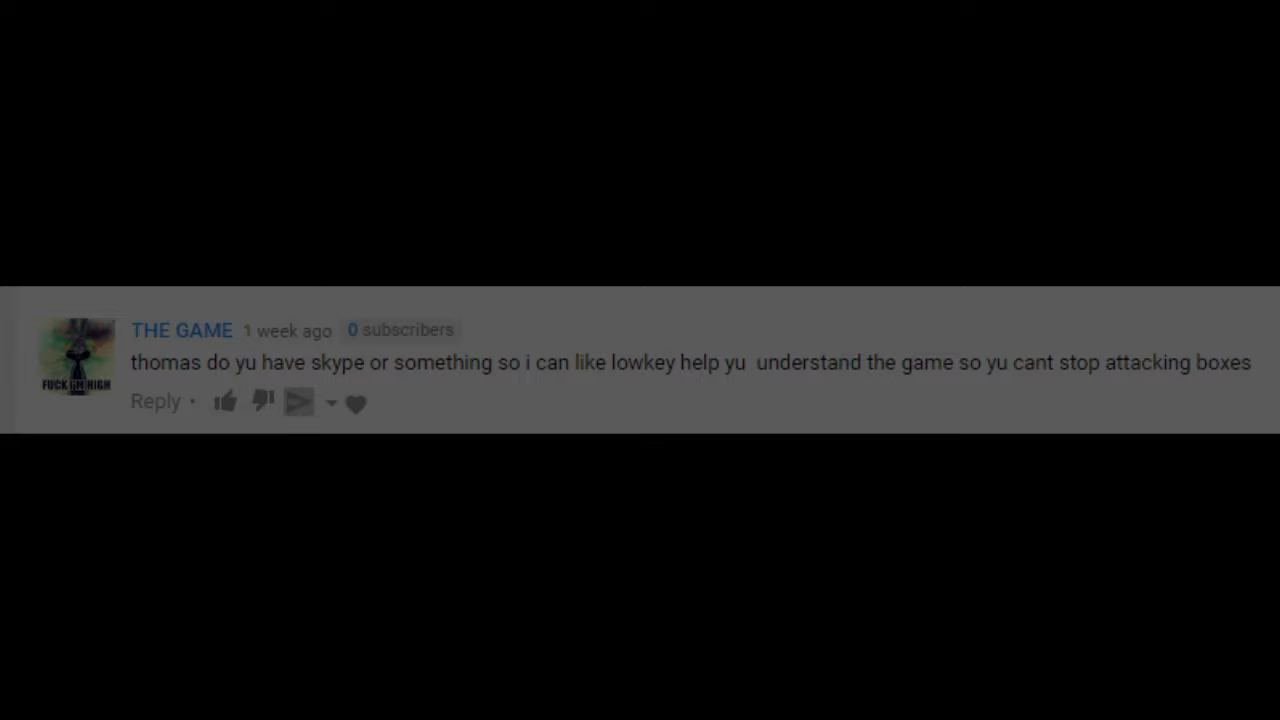 THE GAME 1 week ago 0 subscribers
thomas do yu have skype or something so i can like lowkey help yu  understand the game so yu cant stop attacking boxes
FUCK IM HIGH
Reply •